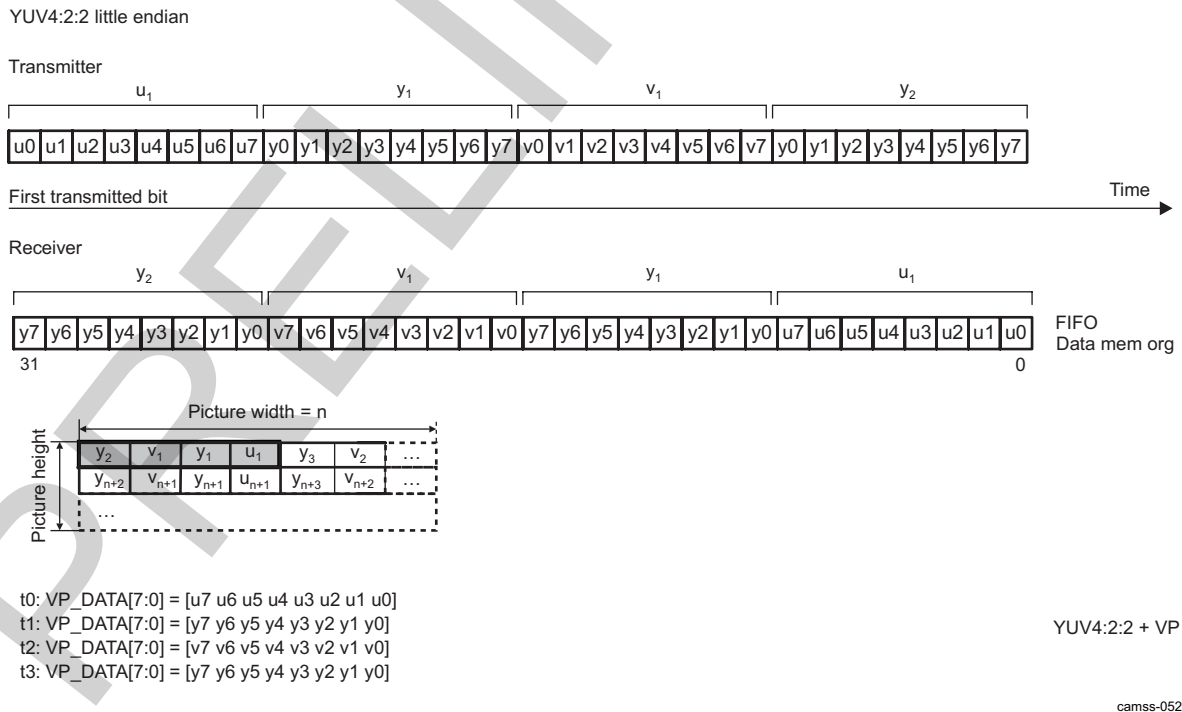 YUV4:2:2 little endian
Transmitter
u1 y1 v1 y2
u0 u1 u2 u3 u4 u5 u6 u7 y0 y1 y2 y3 y4 y5 y6 y7 v0 v1 v2 v3 v4 v5 v6 v7 y0 y1 y2 y3 y4 y5 y6 y7
First transmitted bit Time
Receiver
y2 v1 y1 u1
y7 y6 y5 y4 y3 y2 y1 y0 v7 v6 v5 v4 v3 v2 v1 v0 y7 y6 y5 y4 y3 y2 y1 y0 u7 u6 u5 u4 u3 u2 u1 u0
FIFO
Data mem org
31 0
Picture width = n
Picture height
y2 v1 y1 u1 y3 v2 ...
yn+2 vn+1 yn+1 un+1 yn+3 vn+2 ...
...
t0: VP_DATA[7:0] = [u7 u6 u5 u4 u3 u2 u1 u0]
t1: VP_DATA[7:0] = [y7 y6 y5 y4 y3 y2 y1 y0]
t2: VP_DATA[7:0] = [v7 v6 v5 v4 v3 v2 v1 v0]
t3: VP_DATA[7:0] = [y7 y6 y5 y4 y3 y2 y1 y0]
YUV4:2:2 + VP
camss-052
PRELI